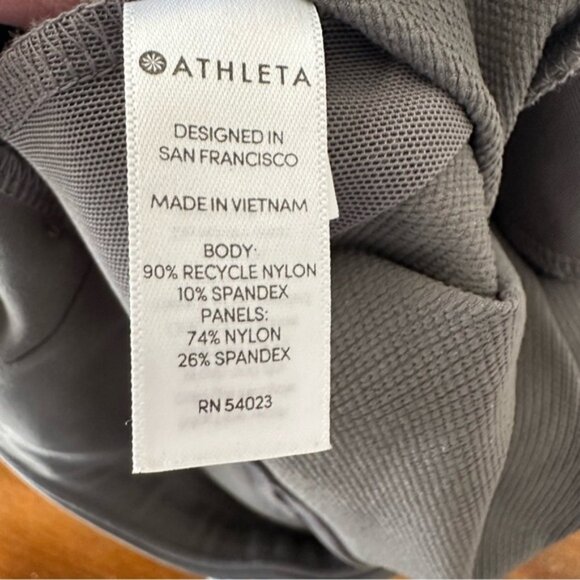 ATHLETA
DESIGNED IN
SAN FRANCISCO
MADE IN VIETNAM
BODY:
90% RECYCLE NYLON
10% SPANDEX
PANELS:
74% NYLON
26% SPANDEX
RN 54023